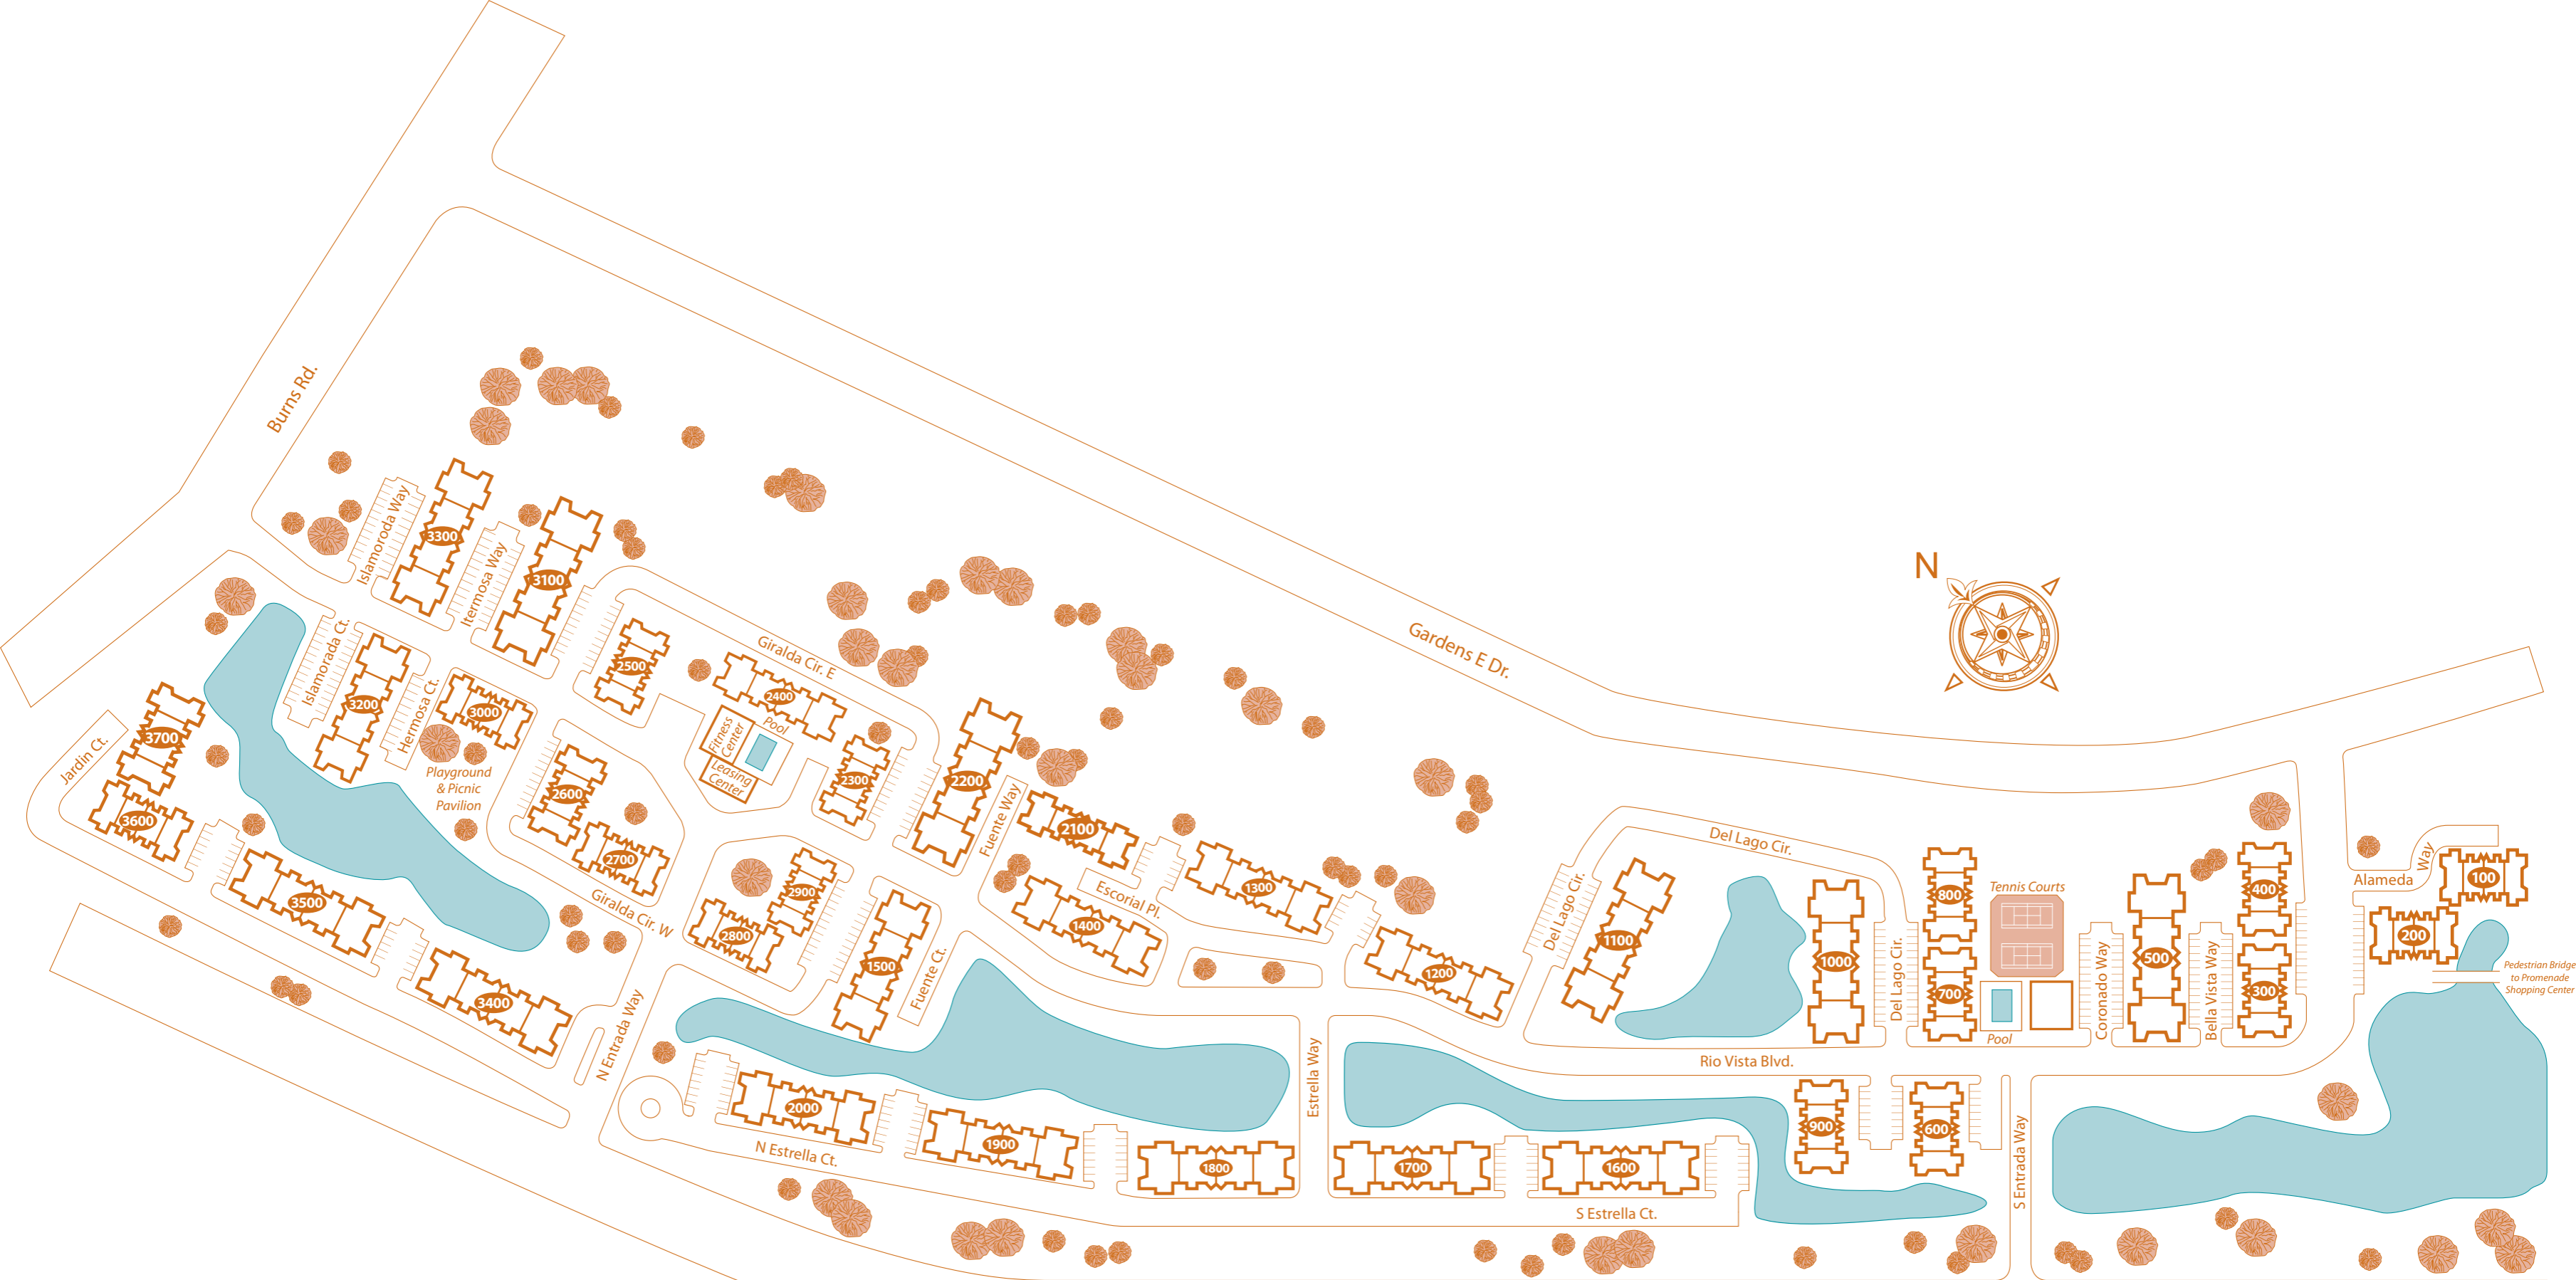 Burns Rd.
Gardens E Dr.
N
Islamoroda Way
3300
Itermosa Way
3100
Giralda Cir. E
2500
2400
Pool
Fitness
Center
Leasing
Center
2300
2200
Fuente Way
2100
Escorial Pl.
1400
1300
1200
Islamorada Ct.
3200
Hermosa Ct.
3000
Playground
& Picnic
Pavilion
Jardin Ct.
3700
3600
3500
3400
2600
2700
Giralda Cir. W
2900
2800
1500
Fuente Ct.
N Entrada Way
2000
N Estrella Ct.
1900
1800
Estrella Way
1700
1600
S Estrella Ct.
Del Lago Cir.
Del Lago Cir.
1100
1000
Del Lago Cir.
800
700
Tennis Courts
Pool
Coronado Way
500
Bella Vista Way
400
300
Rio Vista Blvd.
900
600
S Entrada Way
Alameda
Way
100
200
Pedestrian Bridge
to Promenade
Shopping Center